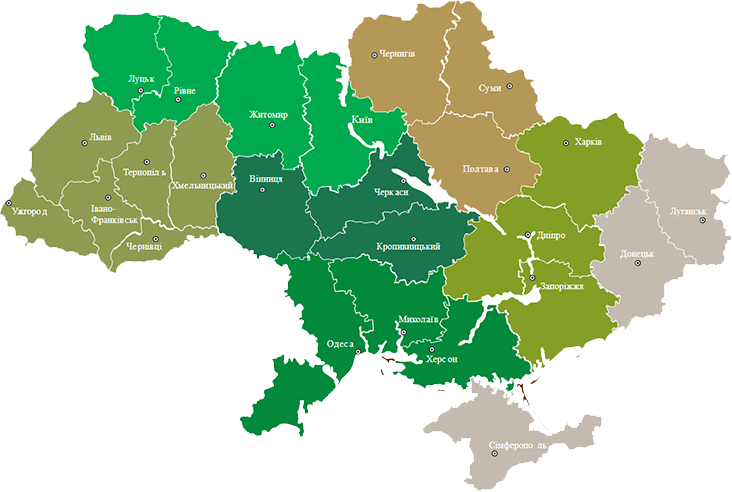 Чернигів
Суми
Луцьк
Рівне
Житомир
Київ
Харків
Львів
Тернопіль
Хмельницький
Вінниця
Полтава
Черкаси
Ужгород
Івано-
Франківськ
Чернівці
Кропивницький
Дніпро
Луганськ
Донецьк
Запоріжжя
Миколаїв
Одеса
Херсон
Сімферополь